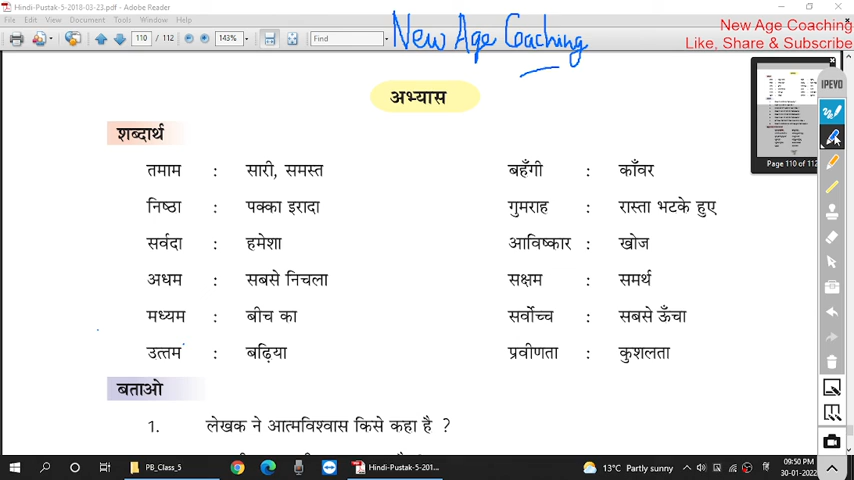 Hindi-Pustak-5-2018-03-23.pdf - Adobe Reader
File Edit View Document Tools Window Help
110 / 112 143% Find
New Age Coaching
New Age Coaching
Like, Share & Subscribe
IPEVO
Page 110 of 112
अभ्यास
शब्दार्थ
तमाम : सारी, समस्त बहँगी : काँवर
निष्ठा : पक्का इरादा गुमराह : रास्ता भटके हुए
सर्वदा : हमेशा आविष्कार : खोज
अधम : सबसे निचला सक्षम : समर्थ
मध्यम : बीच का सर्वोच्च : सबसे ऊँचा
उत्तम : बढ़िया प्रवीणता : कुशलता
बताओ
1. लेखक ने आत्मविश्वास किसे कहा है ?
PB_Class_5 Hindi-Pustak-5-201... 13°C Partly sunny 09:50 PM
30-01-2022